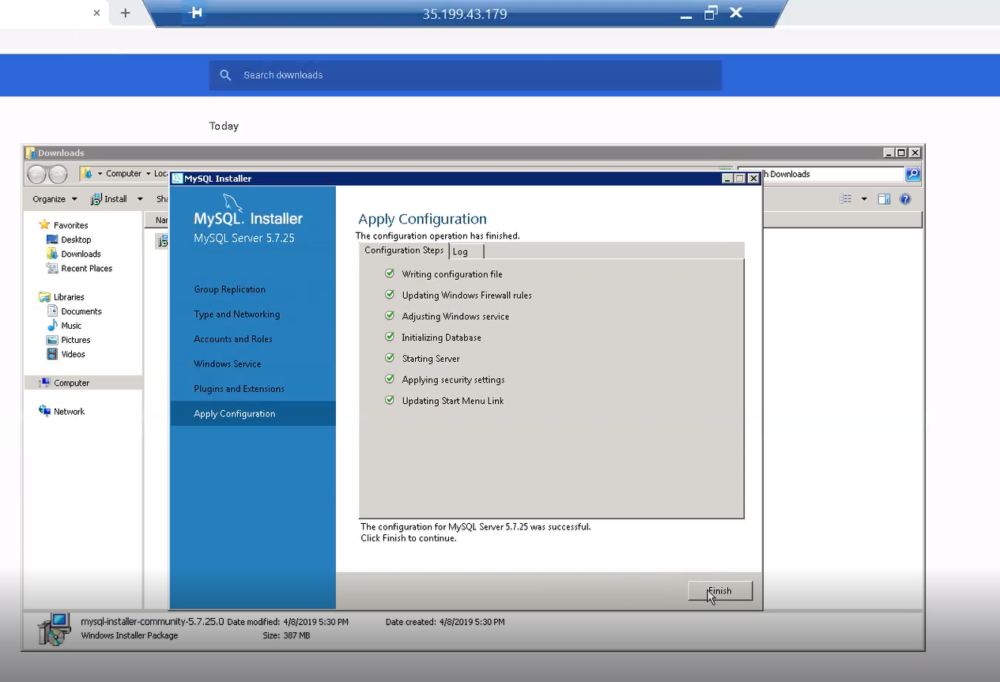 35.199.43.179
Search downloads
Today
Downloads
Computer
Loc
h Downloads
MySQL Installer
Organize
Install
Sha
Nar
MySQL. Installer
MySQL Server 5.7.25
Favorites
Desktop
Downloads
Recent Places
Libraries
Documents
Music
Pictures
Videos
Computer
Network
Group Replication
Type and Networking
Accounts and Roles
Windows Service
Plugins and Extensions
Apply Configuration
Apply Configuration
The configuration operation has finished.
Configuration Steps
Log
Writing configuration file
Updating Windows Firewall rules
Adjusting Windows service
Initializing Database
Starting Server
Applying security settings
Updating Start Menu Link
The configuration for MySQL Server 5.7.25 was successful.
Click Finish to continue.
Finish
mysql-installer-community-5.7.25.0 Date modified: 4/8/2019 5:30 PM Date created: 4/8/2019 5:30 PM
Windows Installer Package Size: 387 MB